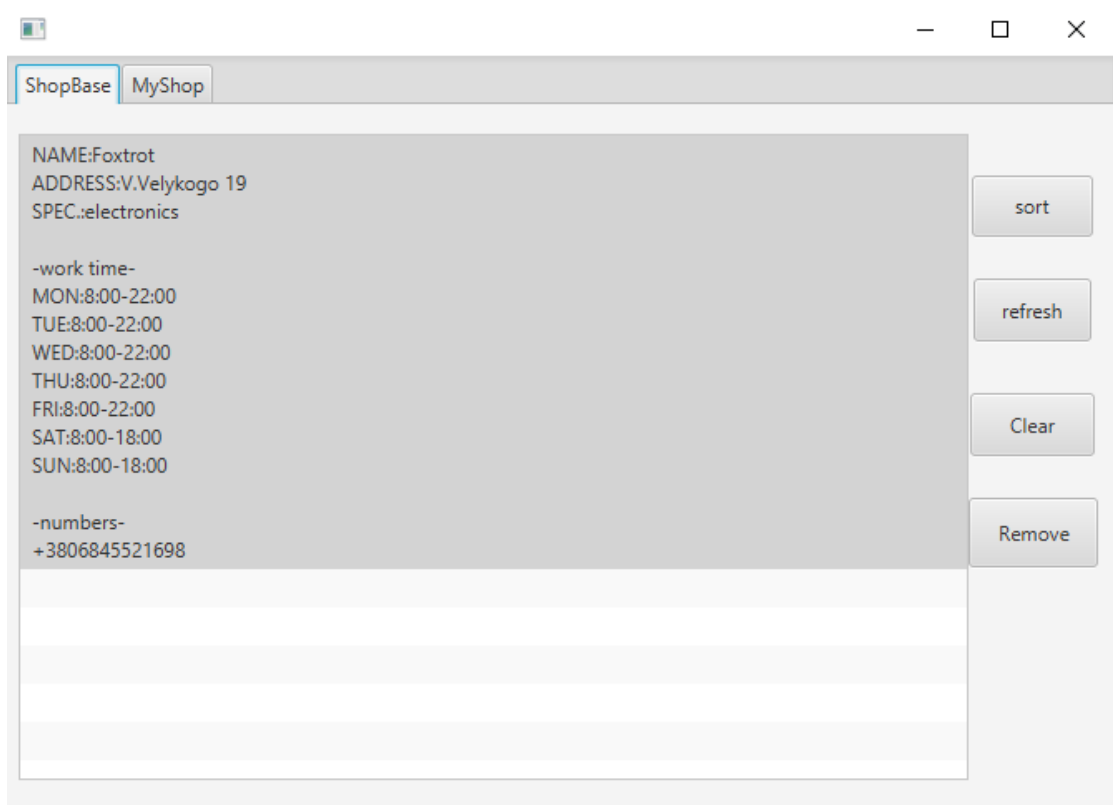 ShopBase MyShop
NAME:Foxtrot
ADDRESS:V.Velykogo 19
SPEC.:electronics
-work time-
MON:8:00-22:00
TUE:8:00-22:00
WED:8:00-22:00
THU:8:00-22:00
FRI:8:00-22:00
SAT:8:00-18:00
SUN:8:00-18:00
-numbers-
+3806845521698
sort
refresh
Clear
Remove